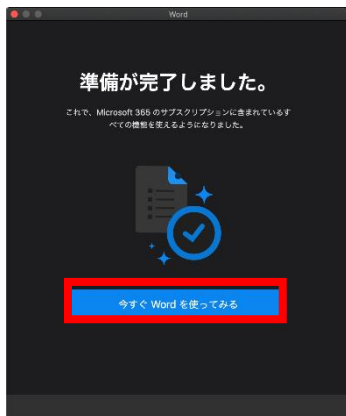 Word
準備が完了しました。
これで、Microsoft 365 のサブスクリプションに含まれているす
べての機能を使えるようになりました。
今すぐ Word を使ってみる